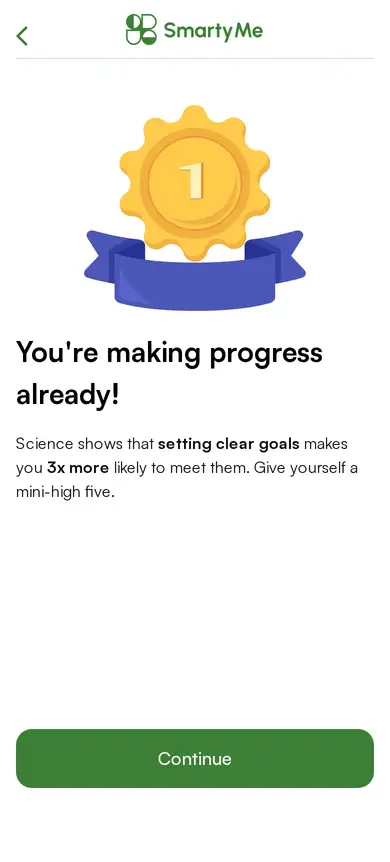 SmartyMe
1
You're making progress
already!
Science shows that setting clear goals makes
you 3x more likely to meet them. Give yourself a
mini-high five.
Continue